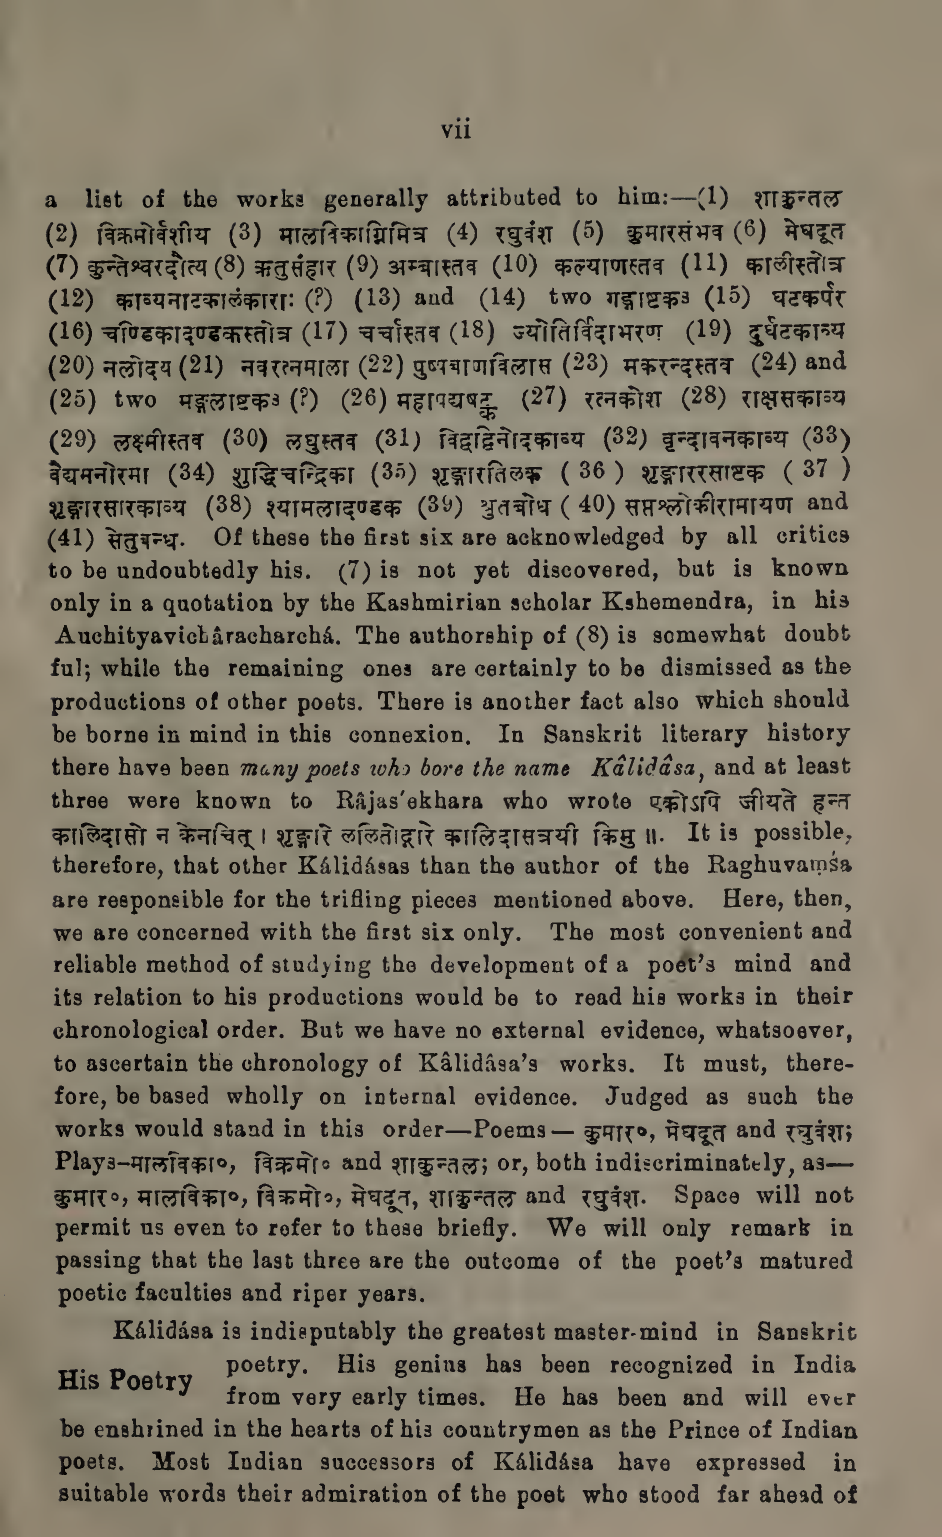 vii
a list of the works generally attributed to him:—(1) शाकुन्तल
(2) विक्रमोर्वशीय (3) मालविकाग्निमित्र (4) रघुवंश (5) कुमारसंभव (6) मेघदूत
(7) कुन्तेश्वरदौत्य (8) ऋतुसंहार (9) अम्बास्तव (10) कल्याणस्तव (11) कालीस्तोत्र
(12) काव्यनाटकालंकाराः (?) (13) and (14) two गङ्गाष्टकs (15) घटकर्पर
(16) चण्डिकादण्डकस्तोत्र (17) चर्चास्तव (18) ज्योतिर्विदाभरण (19) दुर्घटकाव्य
(20) नलोदय (21) नवरत्नमाला (22) पुष्पबाणविलास (23) मकरन्दस्तव (24) and
(25) two मङ्गलाष्टकs (?) (26) महापद्यषट्क (27) रत्नकोश (28) राक्षसकाव्य
(29) लक्ष्मीस्तव (30) लघुस्तव (31) विद्वद्विनोदकाव्य (32) वृन्दावनकाव्य (33)
वैद्यमनोरमा (34) शुद्धिचन्द्रिका (35) शृङ्गारतिलक (36) शृङ्गाररसाष्टक (37)
शृङ्गारसारकाव्य (38) श्यामलादण्डक (39) श्रुतबोध (40) सप्तश्लोकीरामायण and
(41) सेतुबन्ध. Of these the first six are acknowledged by all critics
to be undoubtedly his. (7) is not yet discovered, but is known
only in a quotation by the Kashmirian scholar Kshemendra, in his
Auchityavichâracharchá. The authorship of (8) is somewhat doubt
ful; while the remaining ones are certainly to be dismissed as the
productions of other poets. There is another fact also which should
be borne in mind in this connexion. In Sanskrit literary history
there have been many poets who bore the name Kâlidâsa, and at least
three were known to Râjas'ekhara who wrote एकोऽपि जीयते हन्त
कालिदासो न केनचित् । शृङ्गारे ललितोद्गारे कालिदासत्रयी किमु ॥. It is possible,
therefore, that other Kálidásas than the author of the Raghuvaṃśa
are responsible for the trifling pieces mentioned above. Here, then,
we are concerned with the first six only. The most convenient and
reliable method of studying the development of a poet's mind and
its relation to his productions would be to read his works in their
chronological order. But we have no external evidence, whatsoever,
to ascertain the chronology of Kâlidâsa's works. It must, there-
fore, be based wholly on internal evidence. Judged as such the
works would stand in this order—Poems— कुमार०, मेघदूत and रघुवंश;
Plays-मालविका०, विक्रमो० and शाकुन्तल; or, both indiscriminately, as—
कुमार०, मालविका०, विक्रमो०, मेघदूत, शाकुन्तल and रघुवंश. Space will not
permit us even to refer to these briefly. We will only remark in
passing that the last three are the outcome of the poet's matured
poetic faculties and riper years.
Kálidása is indisputably the greatest master-mind in Sanskrit
His Poetry poetry. His genius has been recognized in India
from very early times. He has been and will ever
be enshrined in the hearts of his countrymen as the Prince of Indian
poets. Most Indian successors of Kálidása have expressed in
suitable words their admiration of the poet who stood far ahead of